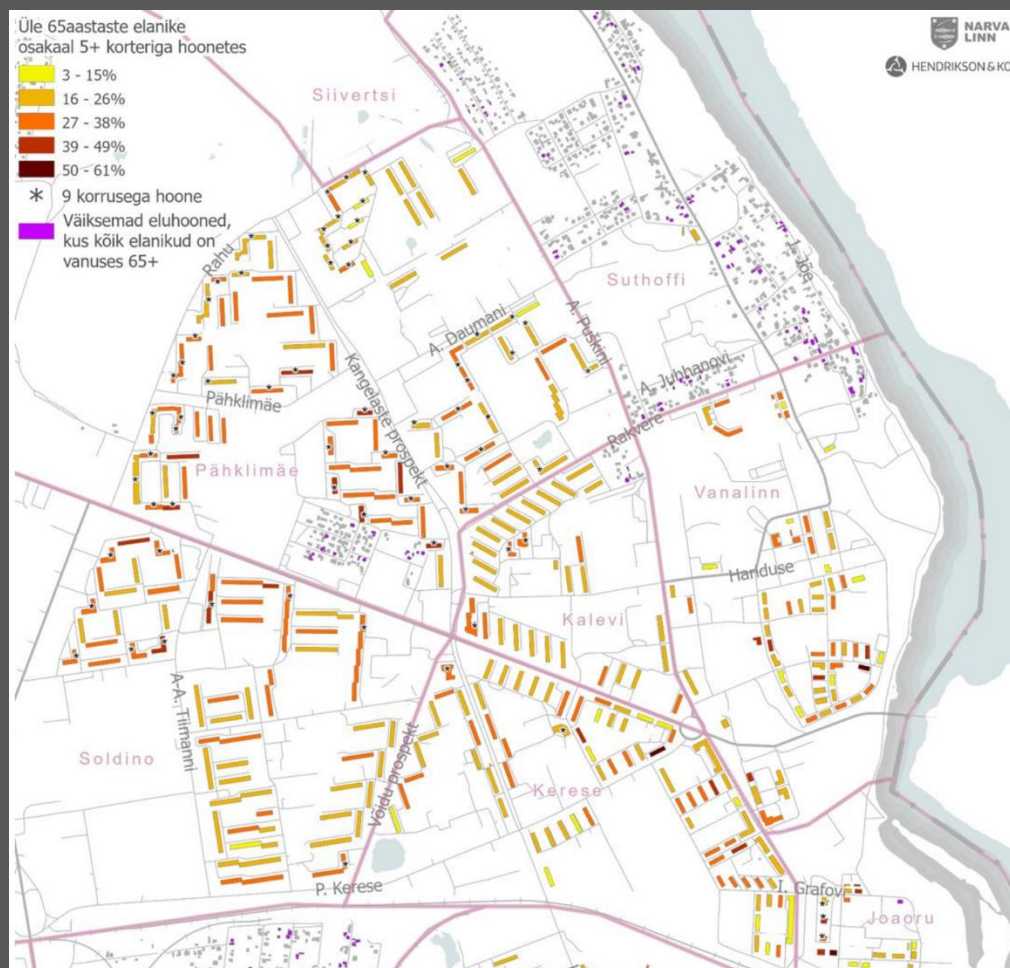 Üle 65aastaste elanike
osakaal 5+ korteriga hoonetes
3 - 15%
16 - 26%
27 - 38%
39 - 49%
50 - 61%
* 9 korrusega hoone
Väiksemad eluhooned,
kus kõik elanikud on
vanuses 65+
NARVA
LINN
HENDRIKSON & KO
Siivertsi
Rahu
Suthoffi
J. Jõe
A. Daumani
A. Puškini
Kangelaste prospekt
A. Juhhanovi
Pähklimäe
Rakvere
Pähklimäe
Vanalinn
Hariduse
Kalevi
A-A. Tiimanni
Soldino
Võidu prospekt
Kerese
P. Kerese
I. Grafovi
Joaoru